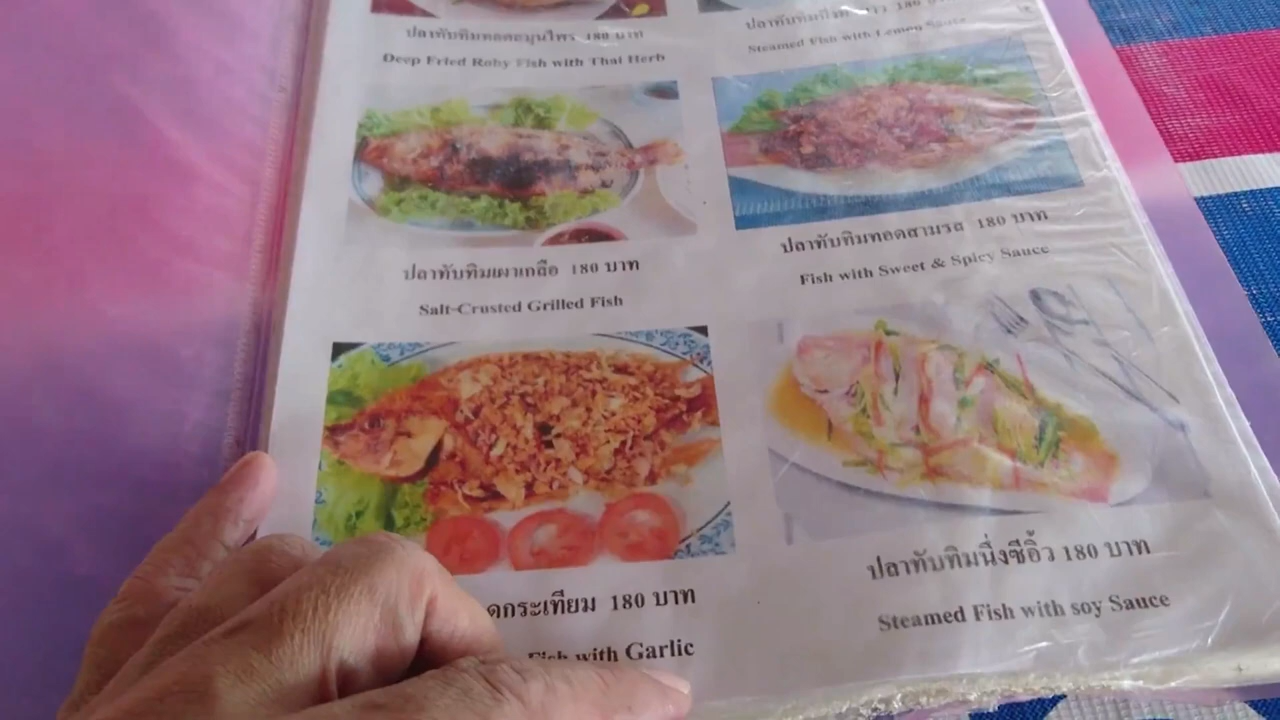 ปลาทับทิมทอดสมุนไพร 180 บาท
Deep Fried Roby Fish with Thai Herb
180
Steamed Fish with Lemon Sauce
ปลาทับทิมเผาเกลือ 180 บาท
Salt-Crusted Grilled Fish
ปลาทับทิมทอดสามรส 180 บาท
Fish with Sweet & Spicy Sauce
ดกระเทียม 180 บาท
Fish with Garlic
ปลาทับทิมนึ่งซีอิ้ว 180 บาท
Steamed Fish with soy Sauce